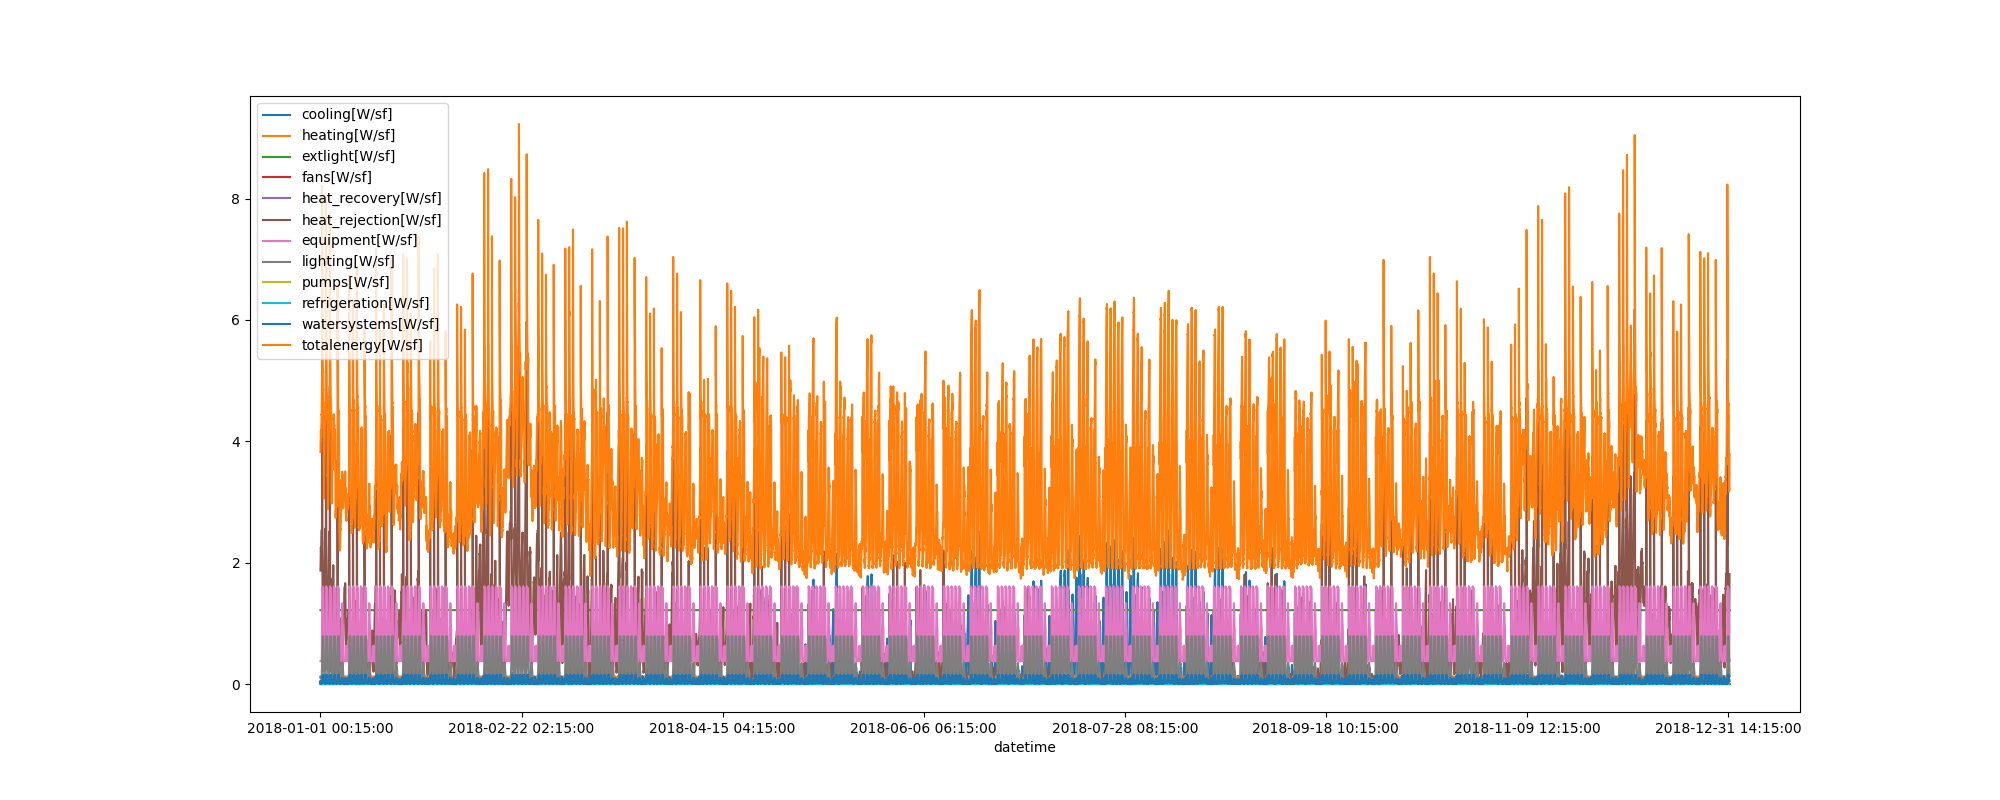 cooling[W/sf]
heating[W/sf]
extlight[W/sf]
fans[W/sf]
heat_recovery[W/sf]
heat_rejection[W/sf]
equipment[W/sf]
lighting[W/sf]
pumps[W/sf]
refrigeration[W/sf]
watersystems[W/sf]
totalenergy[W/sf]
8
6
4
2
0
2018-01-01 00:15:00 2018-02-22 02:15:00 2018-04-15 04:15:00 2018-06-06 06:15:00 2018-07-28 08:15:00 2018-09-18 10:15:00 2018-11-09 12:15:00 2018-12-31 14:15:00
datetime